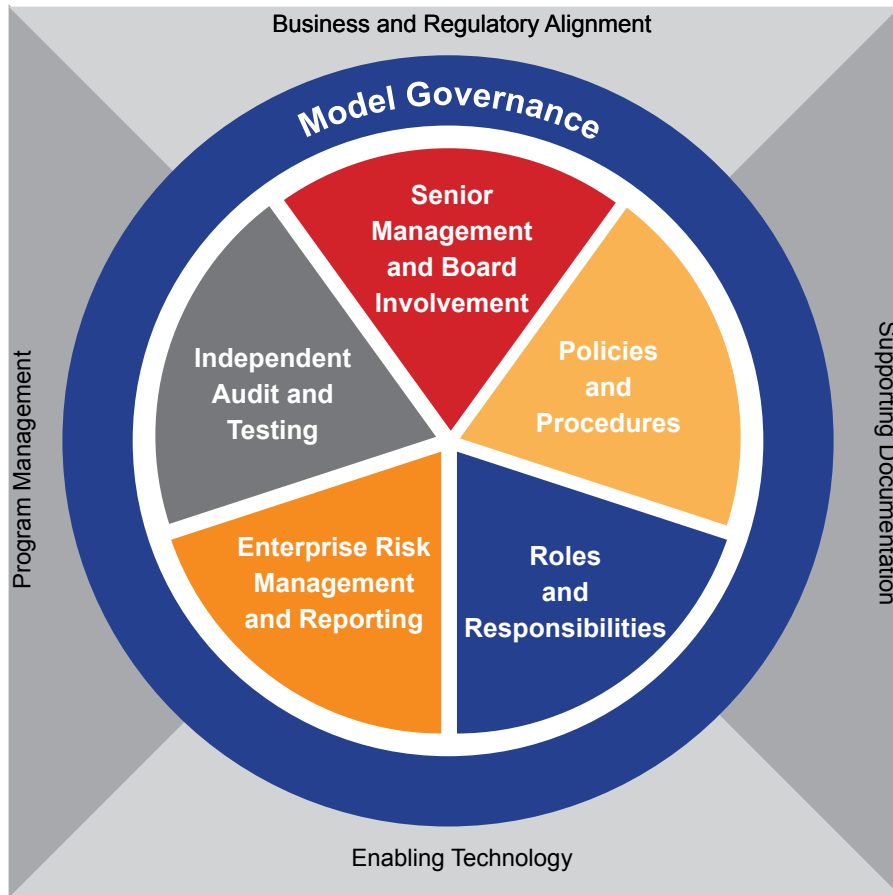 Business and Regulatory Alignment
Model Governance
Senior
Management
and Board
Involvement
Policies
and
Procedures
Roles
and
Responsibilities
Enterprise Risk
Management
and Reporting
Independent
Audit and
Testing
Program Management
Supporting Documentation
Enabling Technology